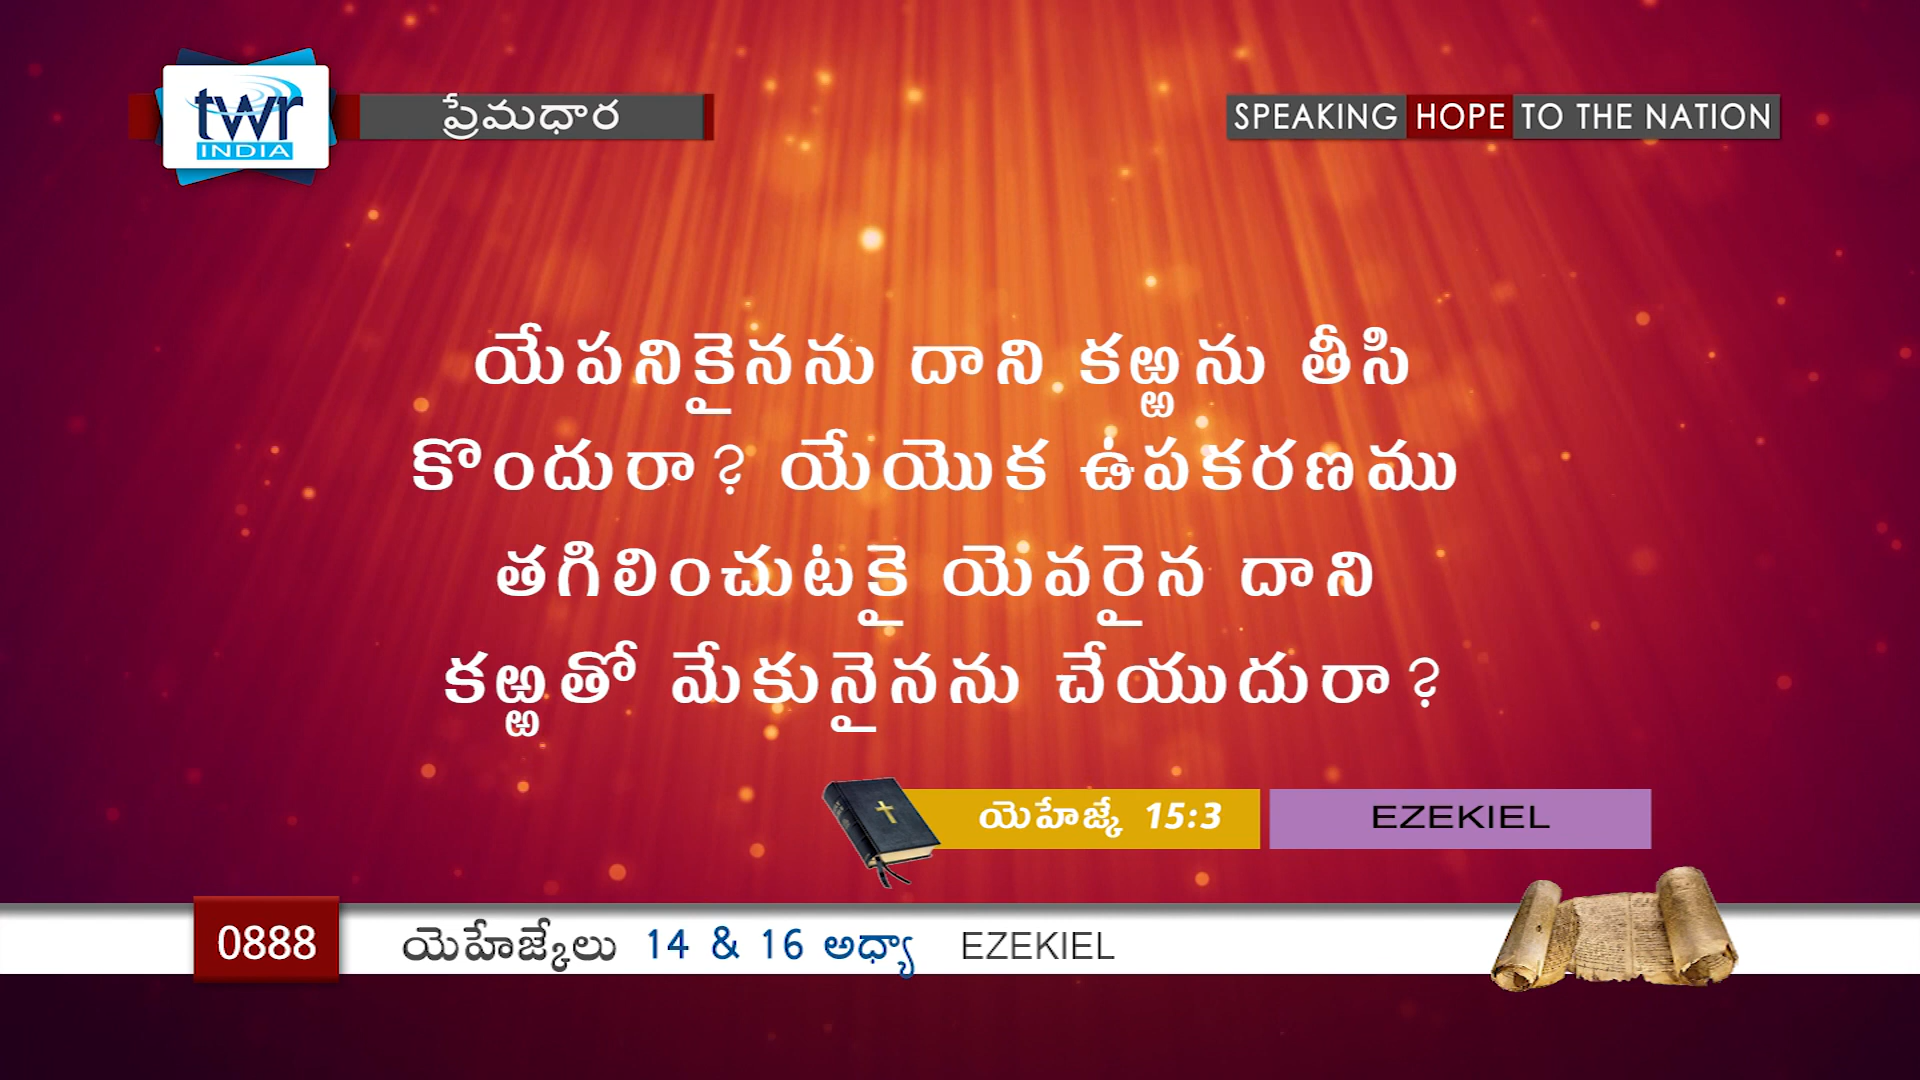 twr
INDIA
ప్రేమధార
SPEAKING HOPE TO THE NATION
యేపనికైనను దాని కఱ్ఱను తీసి
కొందురా? యేయొక ఉపకరణము
తగిలించుటకై యెవరైన దాని
కఱ్ఱతో మేకునైనను చేయుదురా?
యెహేజ్కే 15:3
EZEKIEL
0888
యెహేజ్కేలు 14 & 16 అధ్యా EZEKIEL